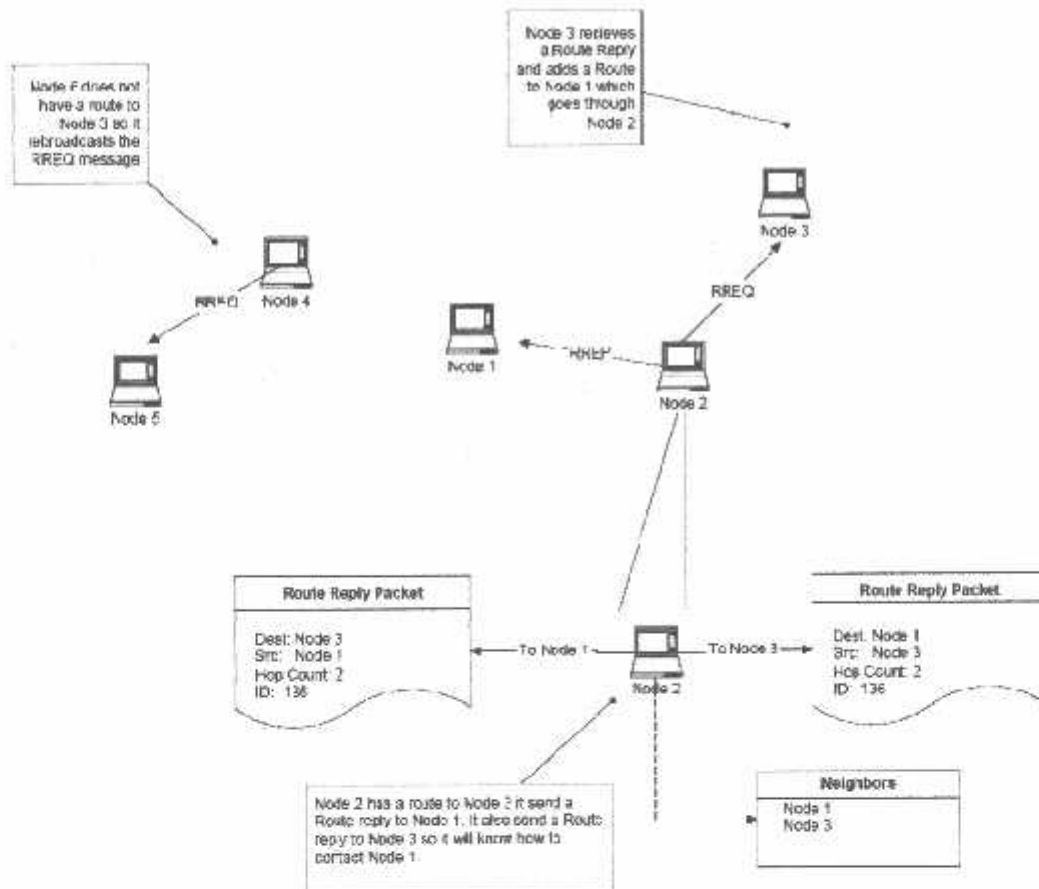 Node 3 recieves
a Route Reply
and adds a Route
to Node 1 which
goes through
Node 2
does not
have a route to
Node 3 so it
rebroadcasts the
RREQ message
Node 3
Node 4
RREQ
RREQ
Node 1
RREP
Node 2
Node 5
Route Reply Packet
Dest: Node 3
Src: Node 1
Hop Count: 2
ID: 136
To Node 1
To Node 3
Node 2
Route Reply Packet
Dest: Node 1
Src: Node 3
Hop Count: 2
ID: 136
Node 2 has a route to Node 3 it send a
Route reply to Node 1. It also send a Route
reply to Node 3 so it will know how to
contact Node 1.
Neighbors
Node 1
Node 3